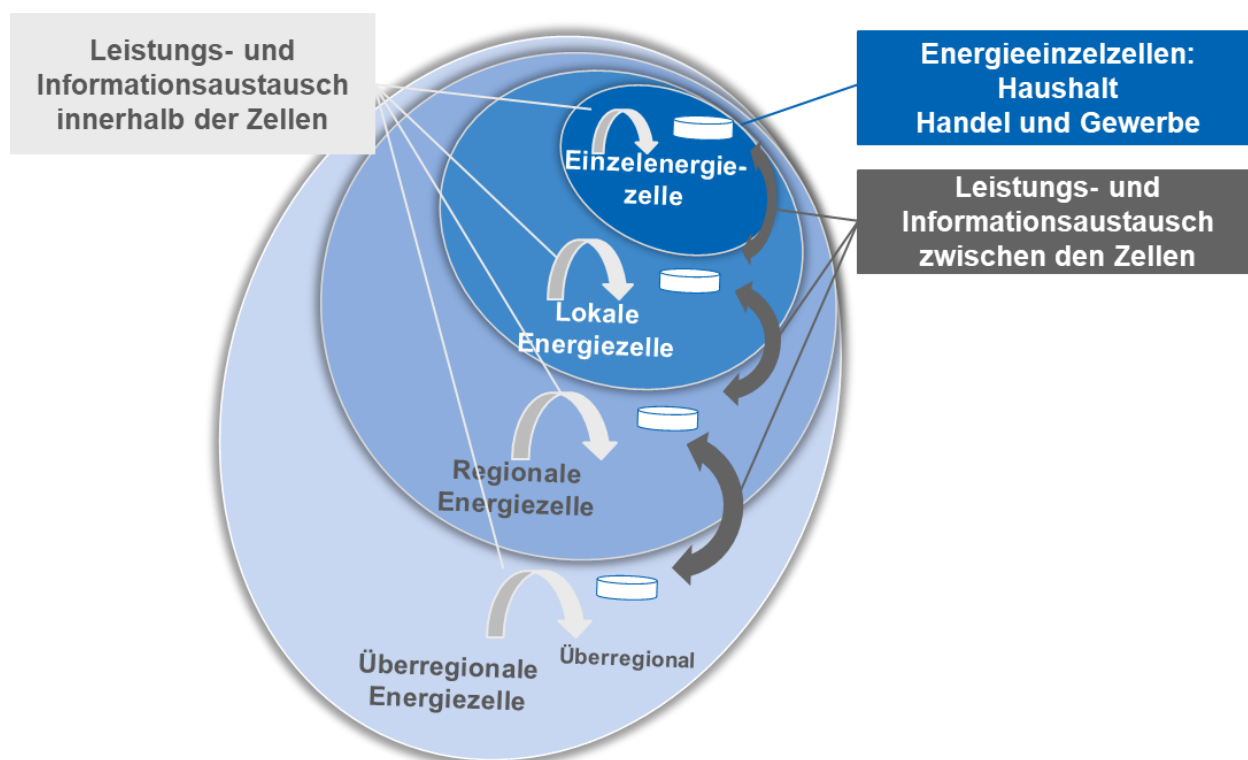 Leistungs- und
Informationsaustausch
innerhalb der Zellen
Energieeinzelzellen:
Haushalt
Handel und Gewerbe
Einzelenergie-
zelle
Leistungs- und
Informationsaustausch
zwischen den Zellen
Lokale
Energiezelle
Regionale
Energiezelle
Überregionale
Energiezelle
Überregional